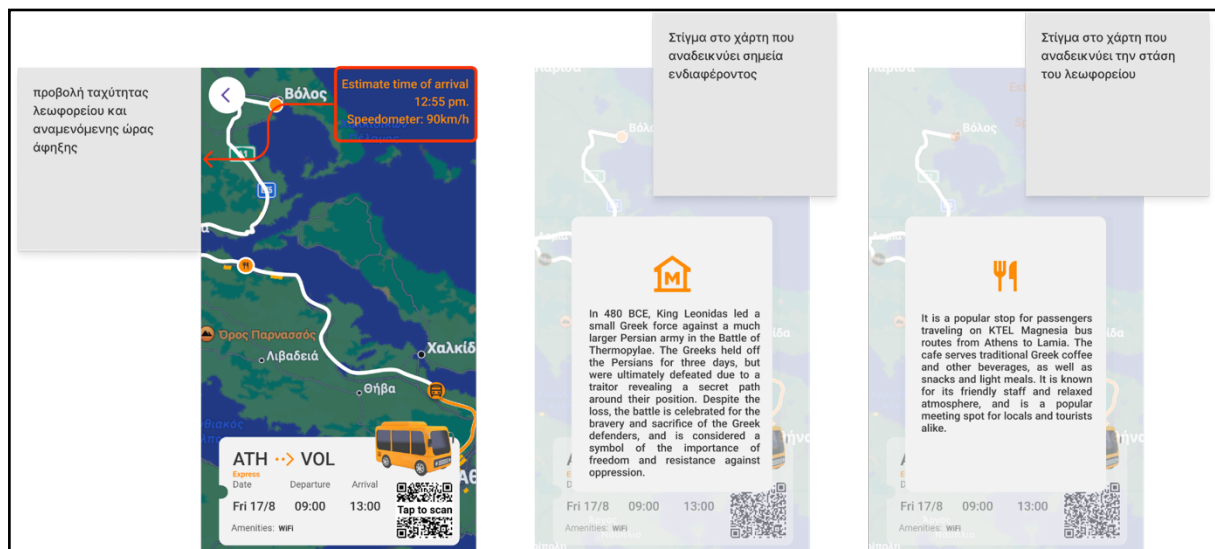 προβολή ταχύτητας
λεωφορείου και
αναμενόμενης ώρας
άφηξης
Βόλος
Estimate time of arrival
12:55 pm.
Speedometer: 90km/h
Όρος Παρνασσός
Λιβαδειά
Χαλκίδ
Θήβα
ATH ··> VOL
Express
Date Departure Arrival
Fri 17/8 09:00 13:00
Tap to scan
Amenities: WiFi
Στίγμα στο χάρτη που
αναδεικνύει σημεία
ενδιαφέροντος
Βόλο
M
In 480 BCE, King Leonidas led a
small Greek force against a much
larger Persian army in the Battle of
Thermopylae. The Greeks held off
the Persians for three days, but
were ultimately defeated due to a
traitor revealing a secret path
around their position. Despite the
loss, the battle is celebrated for the
bravery and sacrifice of the Greek
defenders, and is considered a
symbol of the importance of
freedom and resistance against
oppression.
Fri 17/8 09:00 13:00
Amenities: WiFi
Στίγμα στο χάρτη που
αναδεικνύει την στάση
του λεωφορείου
Βόλος
It is a popular stop for passengers
traveling on KTEL Magnesia bus
routes from Athens to Lamia. The
cafe serves traditional Greek coffee
and other beverages, as well as
snacks and light meals. It is known
for its friendly staff and relaxed
atmosphere, and is a popular
meeting spot for locals and tourists
alike.
Fri 17/8 09:00 13:00
Amenities: WiFi